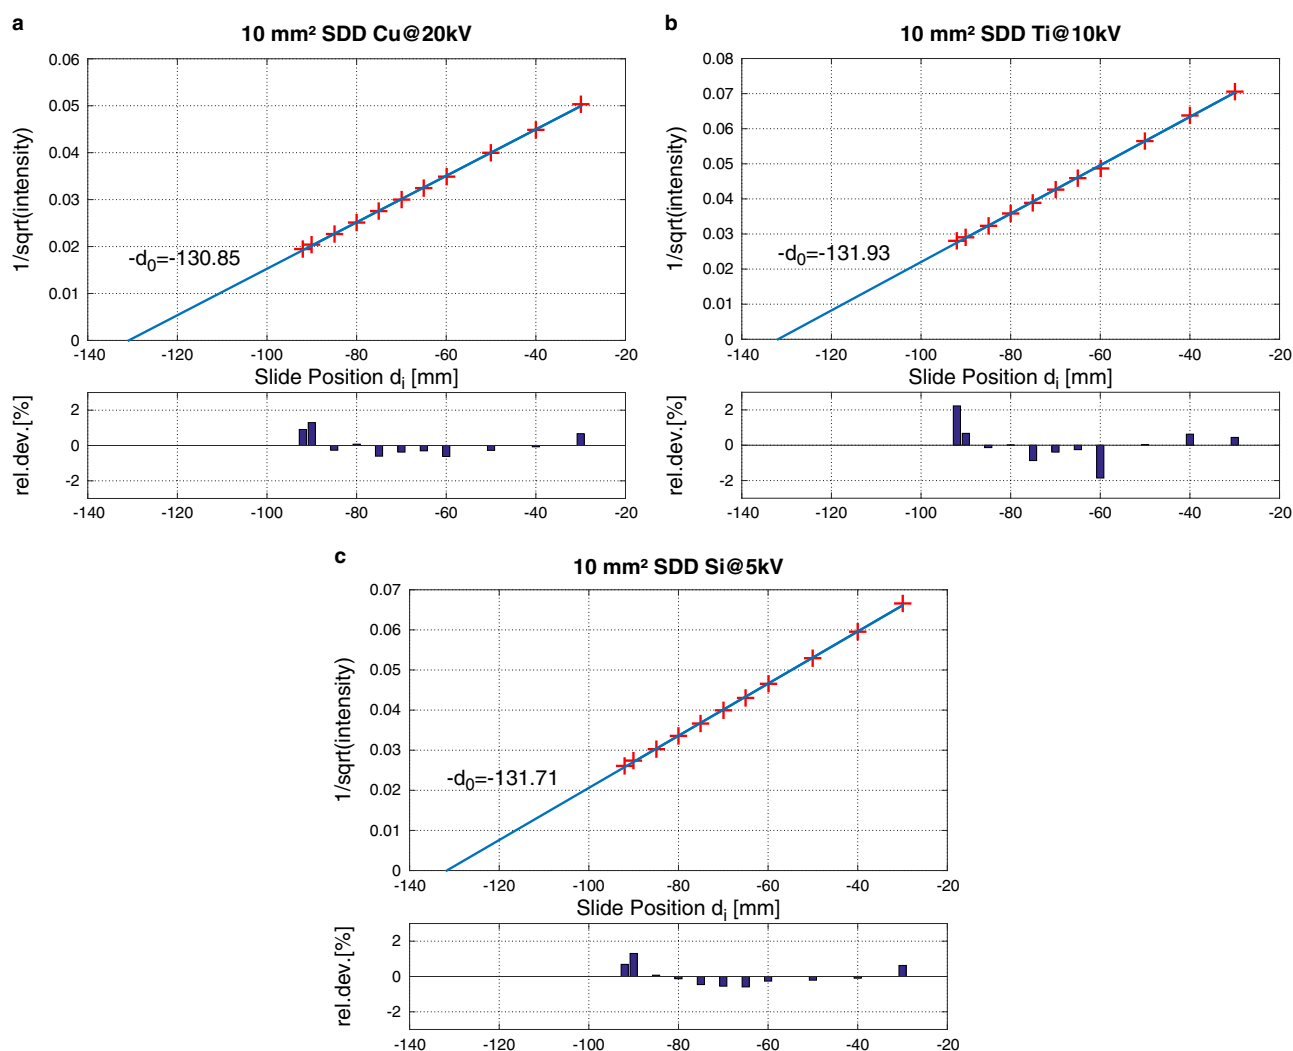 a
10 mm² SDD Cu@20kV
0.06
0.05
0.04
0.03
0.02
0.01
0
1/sqrt(intensity)
-d0=-130.85
-140 -120 -100 -80 -60 -40 -20
Slide Position di [mm]
2
0
-2
rel.dev.[%]
-140 -120 -100 -80 -60 -40 -20
b
10 mm² SDD Ti@10kV
0.08
0.07
0.06
0.05
0.04
0.03
0.02
0.01
0
1/sqrt(intensity)
-d0=-131.93
-140 -120 -100 -80 -60 -40 -20
Slide Position di [mm]
2
0
-2
rel.dev.[%]
-140 -120 -100 -80 -60 -40 -20
c
10 mm² SDD Si@5kV
0.07
0.06
0.05
0.04
0.03
0.02
0.01
0
1/sqrt(intensity)
-d0=-131.71
-140 -120 -100 -80 -60 -40 -20
Slide Position di [mm]
2
0
-2
rel.dev.[%]
-140 -120 -100 -80 -60 -40 -20